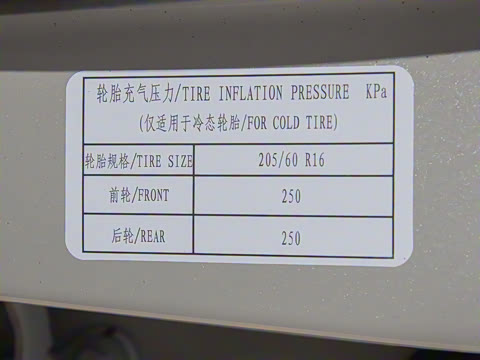 轮胎充气压力/TIRE INFLATION PRESSURE KPa
(仅适用于冷态轮胎/FOR COLD TIRE)
轮胎规格/TIRE SIZE 205/60 R16
前轮/FRONT 250
后轮/REAR 250